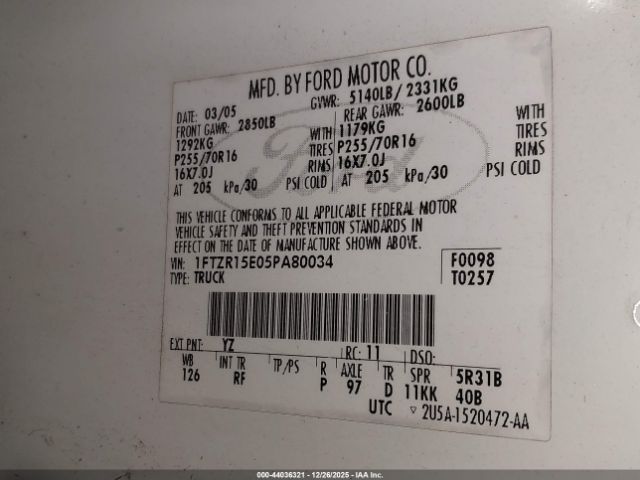 MFD. BY FORD MOTOR CO.
DATE: 03/05 GVWR: 5140LB/ 2331KG
FRONT GAWR: 2850LB REAR GAWR: 2600LB
1292KG WITH 1179KG WITH
P255/70R16 TIRES P255/70R16 TIRES
16X7.0J RIMS 16X7.0J RIMS
AT 205 kPa/30 PSI COLD AT 205 kPa/30 PSI COLD
Ford
THIS VEHICLE CONFORMS TO ALL APPLICABLE FEDERAL MOTOR
VEHICLE SAFETY AND THEFT PREVENTION STANDARDS IN
EFFECT ON THE DATE OF MANUFACTURE SHOWN ABOVE.
VIN: 1FTZR15E05PA80034 F0098
TYPE: TRUCK T0257
EXT PNT: YZ RC: 11 DSO:
WB INT TR TP/PS R AXLE TR SPR 5R31B
126 RF P 97 D 11KK 40B
UTC 2U5A-1520472-AA
000-44036321 - 12/26/2025 - IAA Inc.